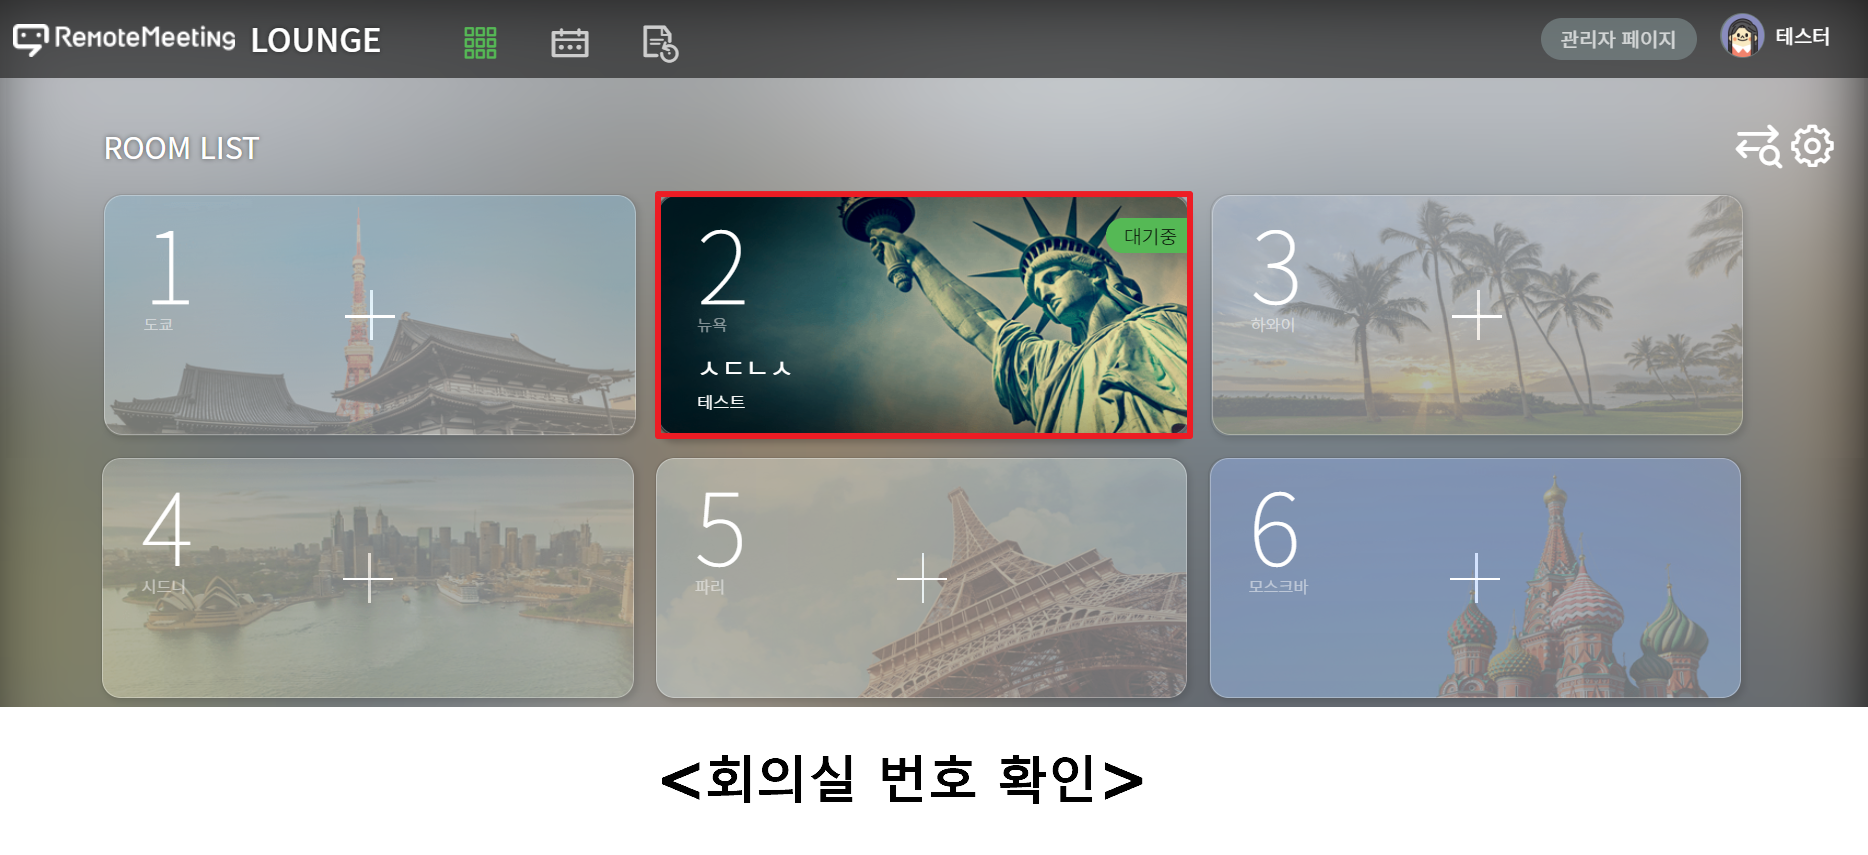 RemoteMeeting LOUNGE
관리자 페이지
테스터
ROOM LIST
1
도쿄
2
대기중
뉴욕
ㅅㄷㄴㅅ
테스트
3
하와이
4
시드니
5
파리
6
모스크바
<회의실 번호 확인>